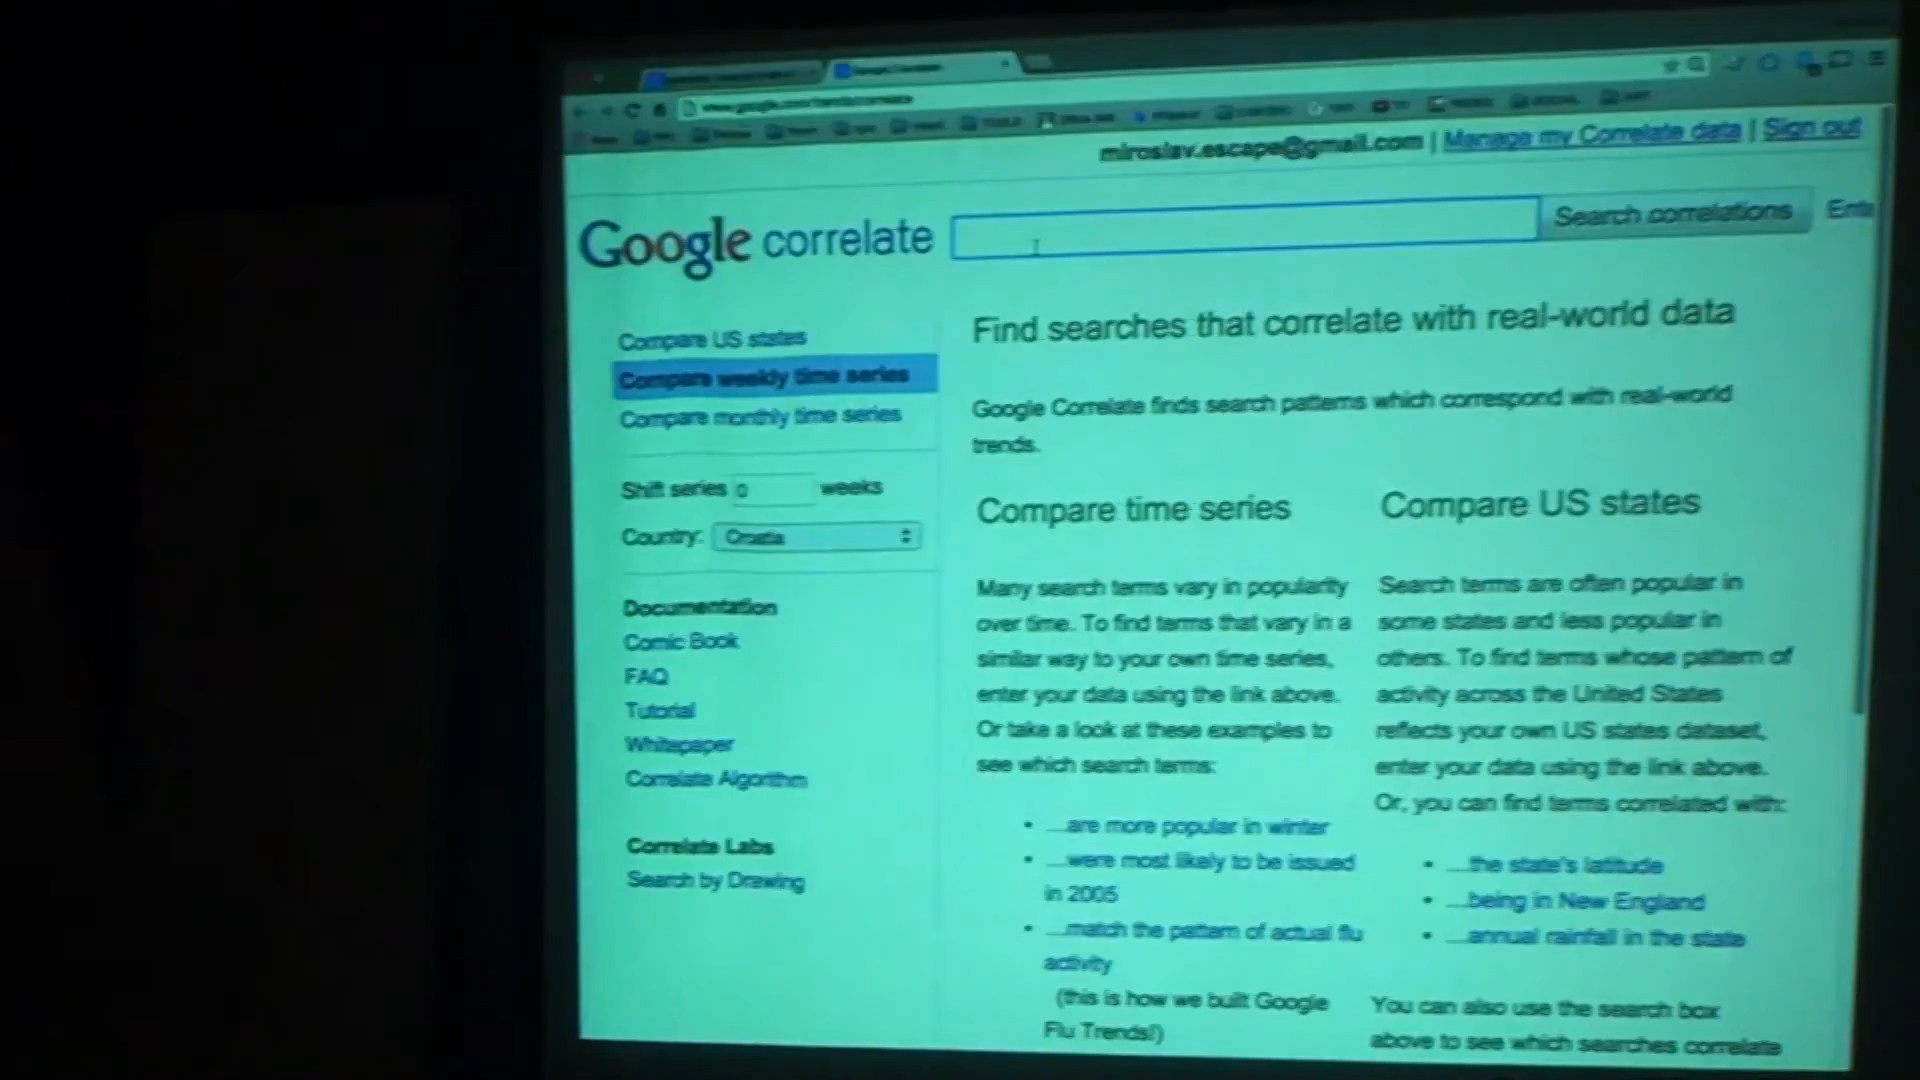 Google Correlate
www.google.com/trends/correlate
miroslav.escape@gmail.com | Manage my Correlate data | Sign out
Google correlate
Search correlations
Ente
Compare US states
Compare weekly time series
Compare monthly time series
Shift series 0 weeks
Country: Croatia
Documentation
Comic Book
FAQ
Tutorial
Whitepaper
Correlate Algorithm
Correlate Labs
Search by Drawing
Find searches that correlate with real-world data
Google Correlate finds search patterns which correspond with real-world
trends.
Compare time series
Many search terms vary in popularity
over time. To find terms that vary in a
similar way to your own time series,
enter your data using the link above.
Or take a look at these examples to
see which search terms:
• ...are more popular in winter
• ...were most likely to be issued
in 2005
• ...match the pattern of actual flu
activity
(this is how we built Google
Flu Trends!)
Compare US states
Search terms are often popular in
some states and less popular in
others. To find terms whose pattern of
activity across the United States
reflects your own US states dataset,
enter your data using the link above.
Or, you can find terms correlated with:
• ...the state's latitude
• ...being in New England
• ...annual rainfall in the state
You can also use the search box
above to see which searches correlate